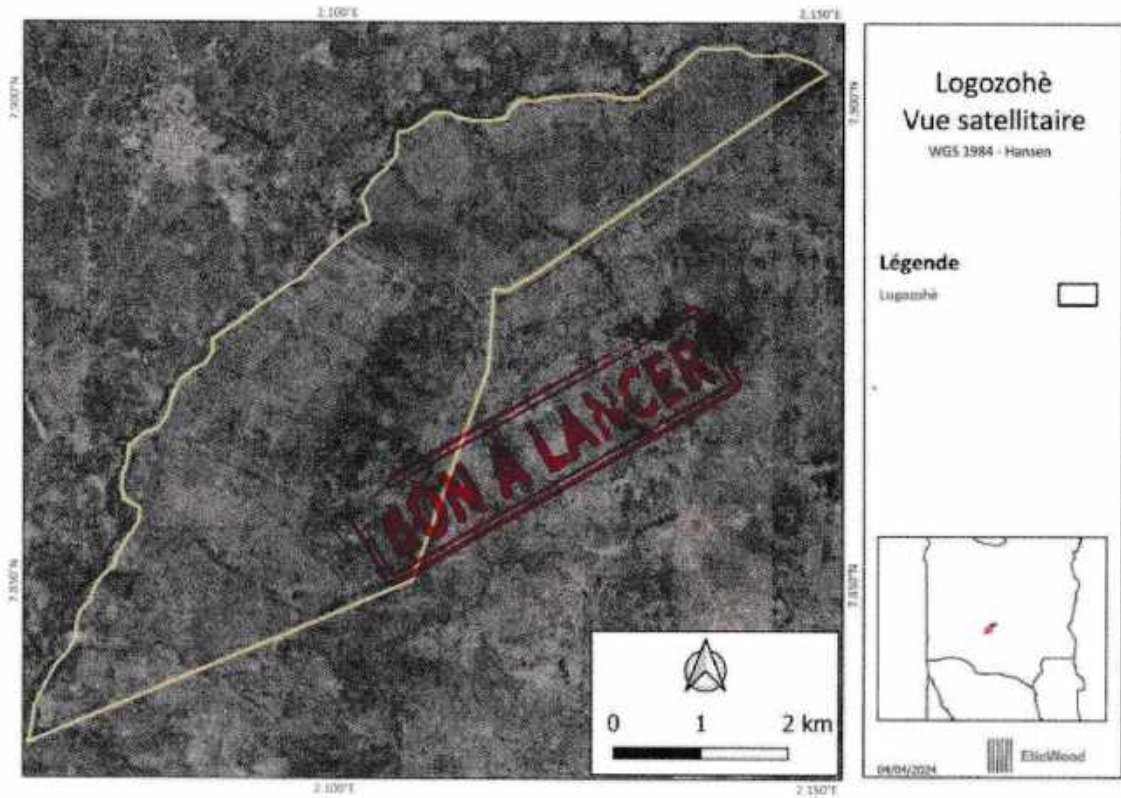 2.100°E
2.150°E
7.900°N
7.900°N
Logozohè
Vue satellitaire
WGS 1984 - Hansen
Légende
Logozohè
BON A LANCER
7.850°N
7.850°N
0 1 2 km
04/04/2024
EticWood
2.100°E
2.150°E